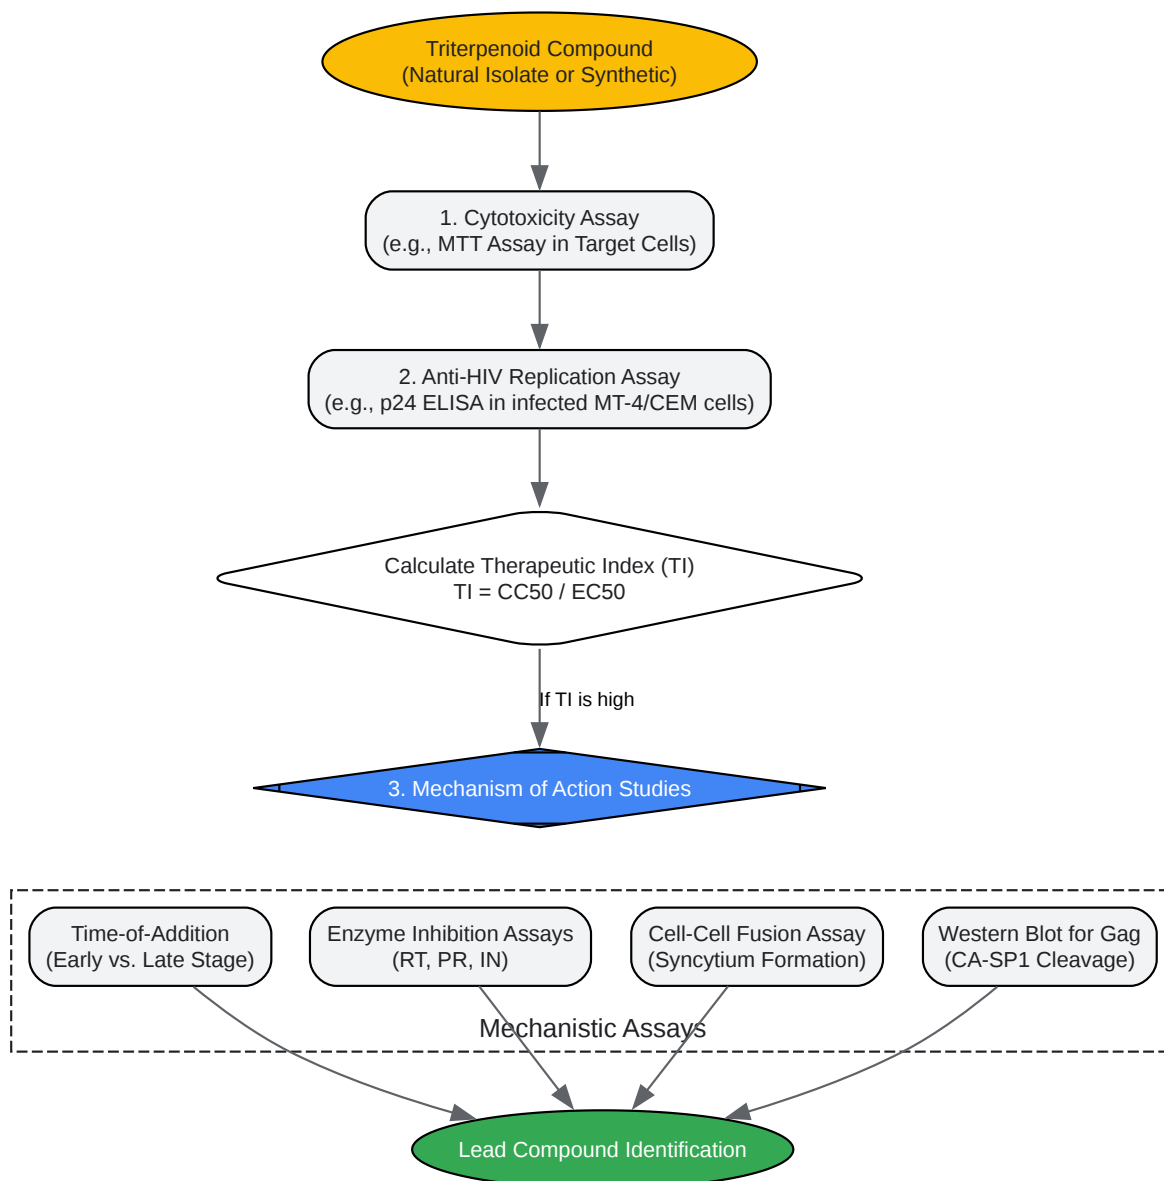 Triterpenoid Compound
(Natural Isolate or Synthetic)
1. Cytotoxicity Assay
(e.g., MTT Assay in Target Cells)
2. Anti-HIV Replication Assay
(e.g., p24 ELISA in infected MT-4/CEM cells)
Calculate Therapeutic Index (TI)
TI = CC50 / EC50
If TI is high
3. Mechanism of Action Studies
Time-of-Addition
(Early vs. Late Stage)
Enzyme Inhibition Assays
(RT, PR, IN)
Cell-Cell Fusion Assay
(Syncytium Formation)
Western Blot for Gag
(CA-SP1 Cleavage)
Mechanistic Assays
Lead Compound Identification